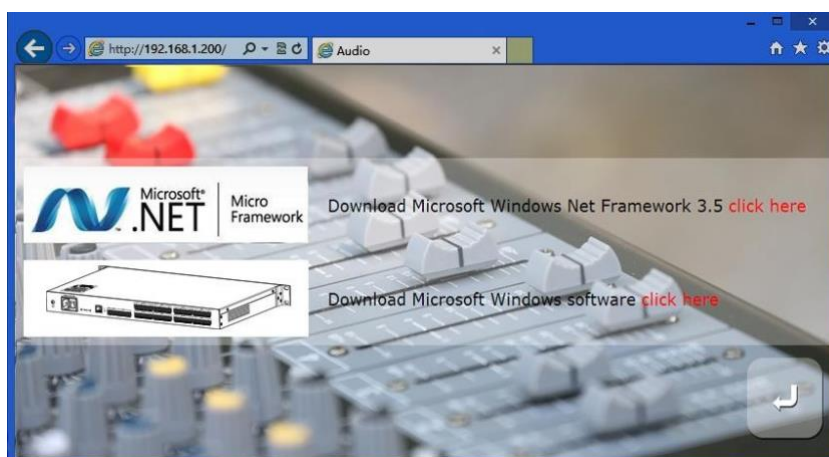 http://192.168.1.200/
Audio
Microsoft®
.NET
Micro
Framework
Download Microsoft Windows Net Framework 3.5 click here
Download Microsoft Windows software click here